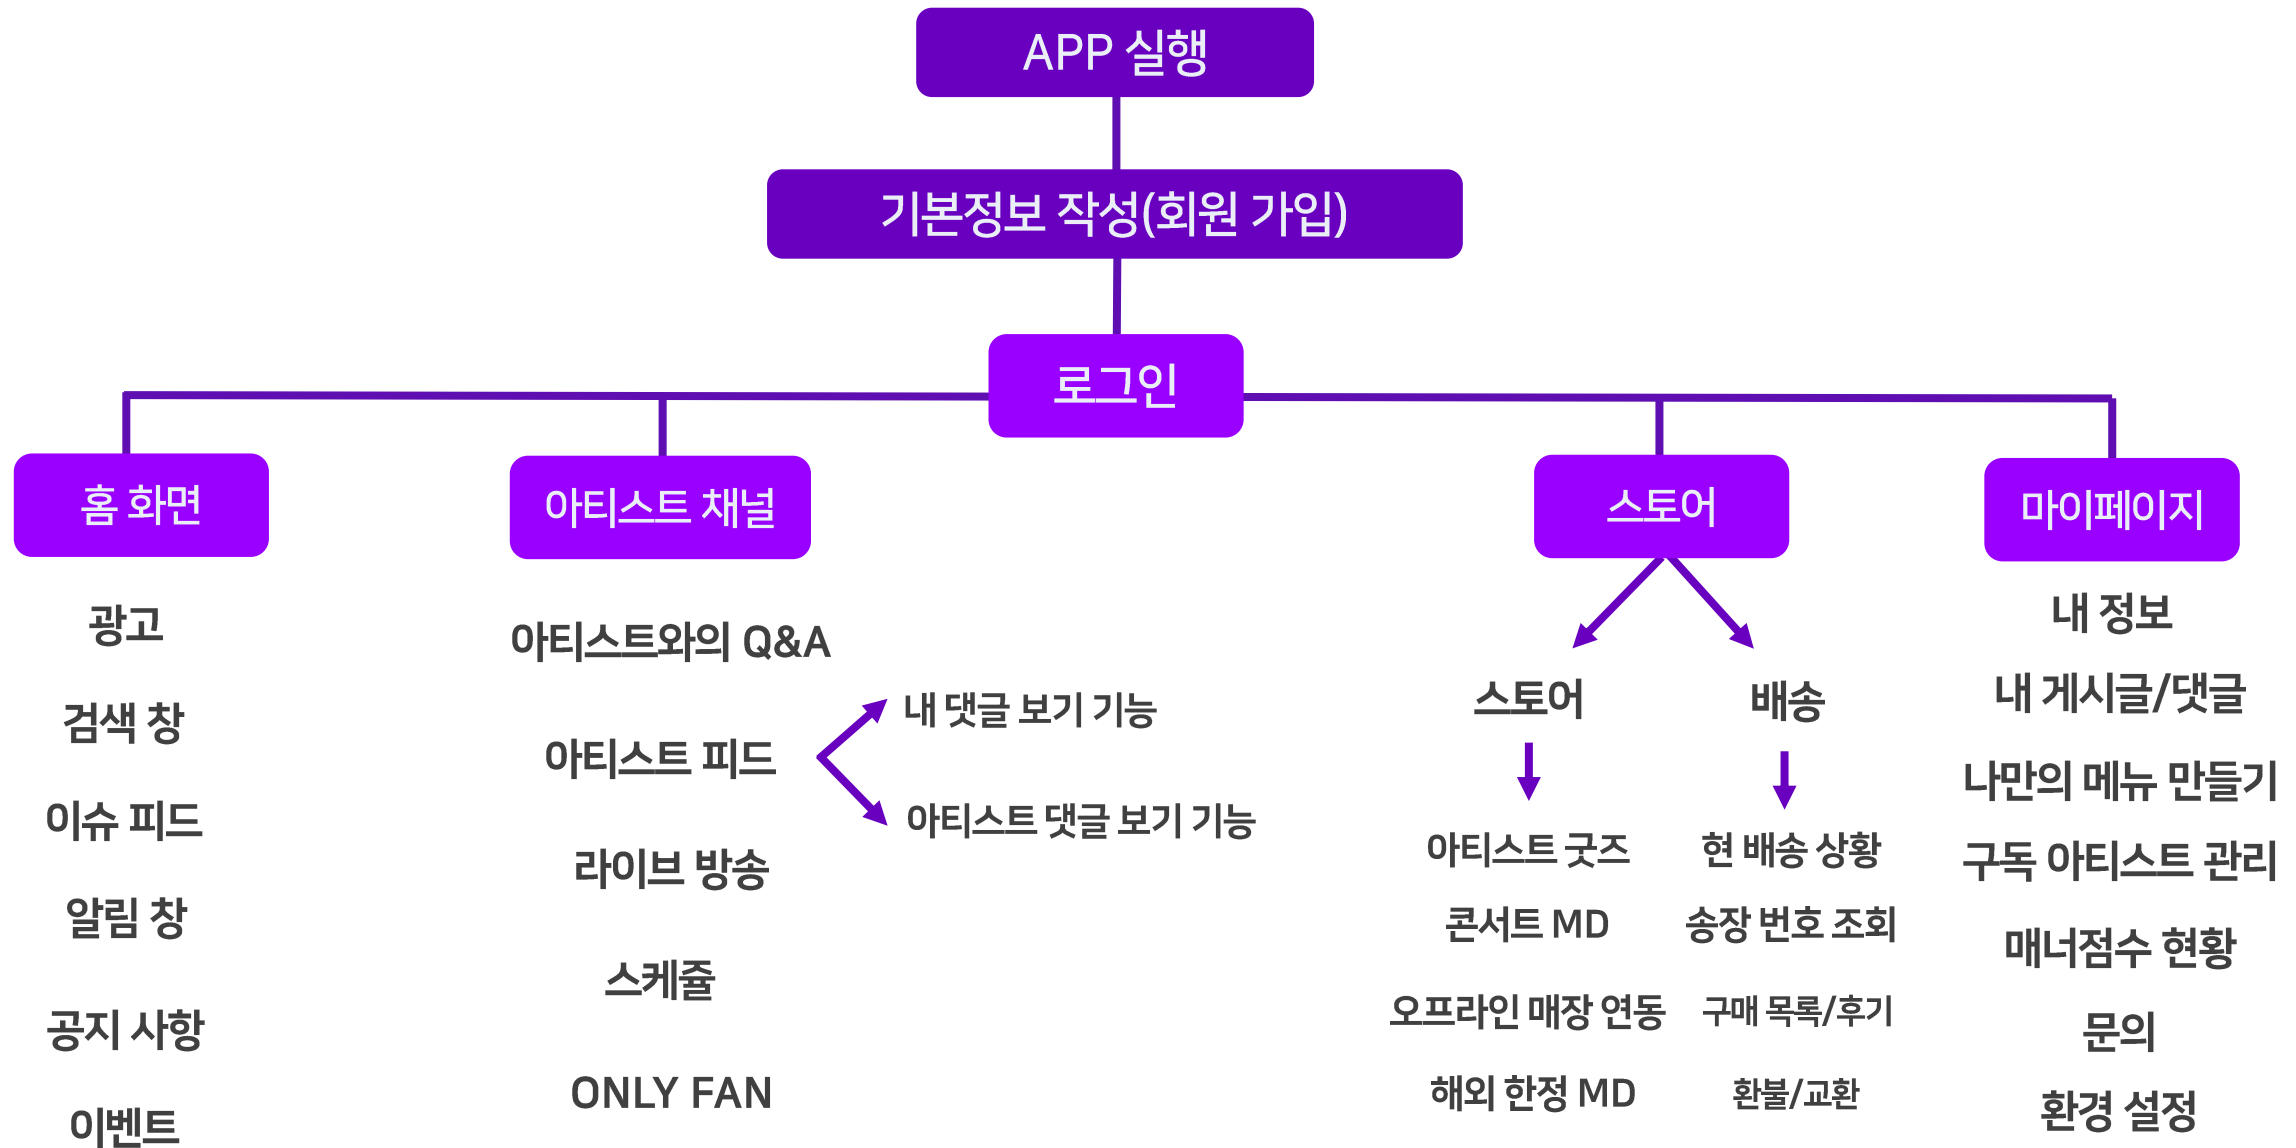 APP 실행
기본정보 작성(회원 가입)
로그인
홈 화면
광고
검색 창
이슈 피드
알림 창
공지 사항
이벤트
아티스트 채널
아티스트와의 Q&A
아티스트 피드
내 댓글 보기 기능
아티스트 댓글 보기 기능
라이브 방송
스케쥴
ONLY FAN
스토어
스토어
아티스트 굿즈
콘서트 MD
오프라인 매장 연동
해외 한정 MD
배송
현 배송 상황
송장 번호 조회
구매 목록/후기
환불/교환
마이페이지
내 정보
내 게시글/댓글
나만의 메뉴 만들기
구독 아티스트 관리
매너점수 현황
문의
환경 설정